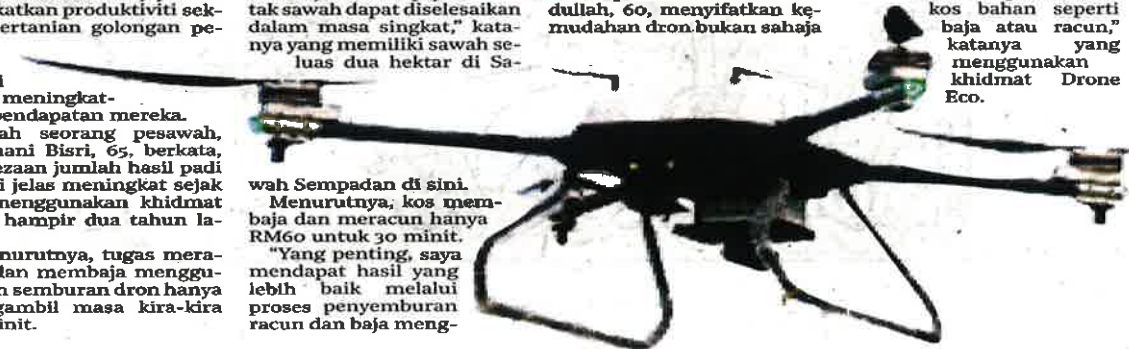 katkan produktiviti sek-
ertanian golongan pe-
i
meningkat-
pendapatan mereka.
ah seorang pesawah,
nani Bisri, 65, berkata,
ezaan jumlah hasil padi
i jelas meningkat sejak
menggunakan khidmat
hampir dua tahun la-
nurutnya, tugas mera-
dan membaja menggu-
n semburan dron hanya
gambil masa kira-kira
init.
tak sawah dapat diselesaikan
dalam masa singkat," kata-
nya yang memiliki sawah se-
luas dua hektar di Sa-
wah Sempadan di sini.
Menurutnya, kos mem-
baja dan meracun hanya
RM60 untuk 30 minit.
"Yang penting, saya
mendapat hasil yang
lebih baik melalui
proses penyemburan
racun dan baja meng-
dullah, 60, menyifatkan ke-
mudahan dron bukan sahaja
kos bahan seperti
baja atau racun,"
katanya yang
menggunakan
khidmat Drone
Eco.